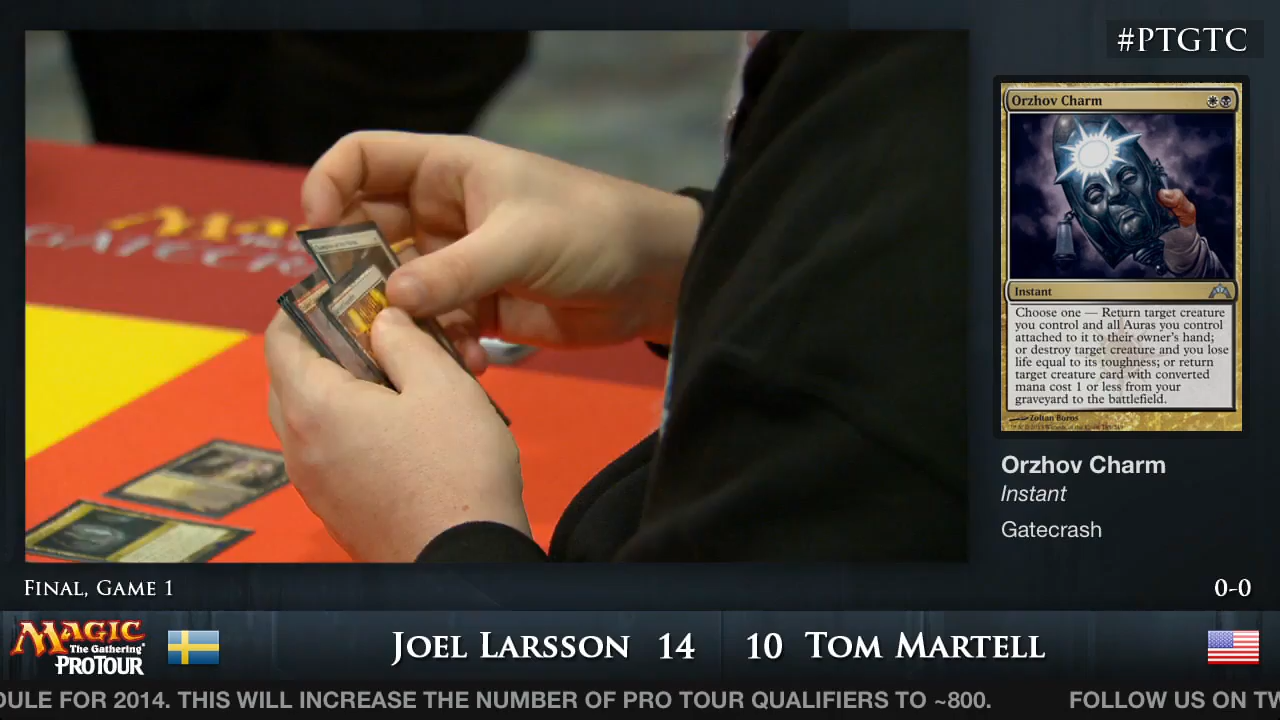 #PTGTC
Orzhov Charm
Instant
Choose one — Return target creature
you control and all Auras you control
attached to it to their owner's hand;
or destroy target creature and you lose
life equal to its toughness; or return
target creature card with converted
mana cost 1 or less from your
graveyard to the battlefield.
Zoltan Boros
Orzhov Charm
Instant
Gatecrash
FINAL, GAME 1
0-0
MAGIC
The Gathering
PROTOUR
JOEL LARSSON 14
10 TOM MARTELL
DULE FOR 2014. THIS WILL INCREASE THE NUMBER OF PRO TOUR QUALIFIERS TO ~800.
FOLLOW US ON TW